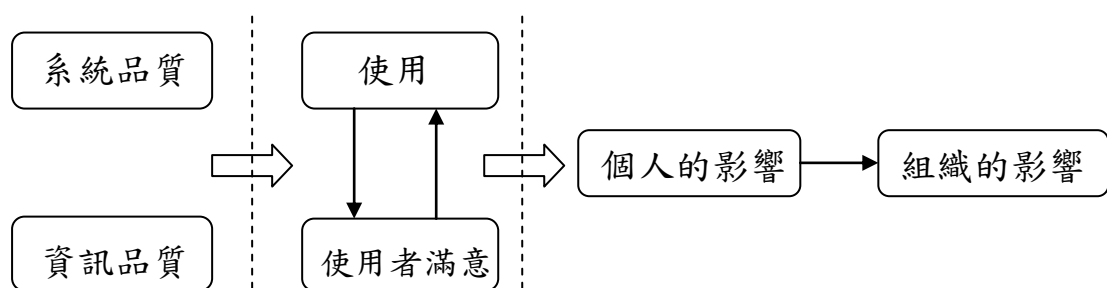 系統品質
使用
個人的影響
組織的影響
資訊品質
使用者滿意